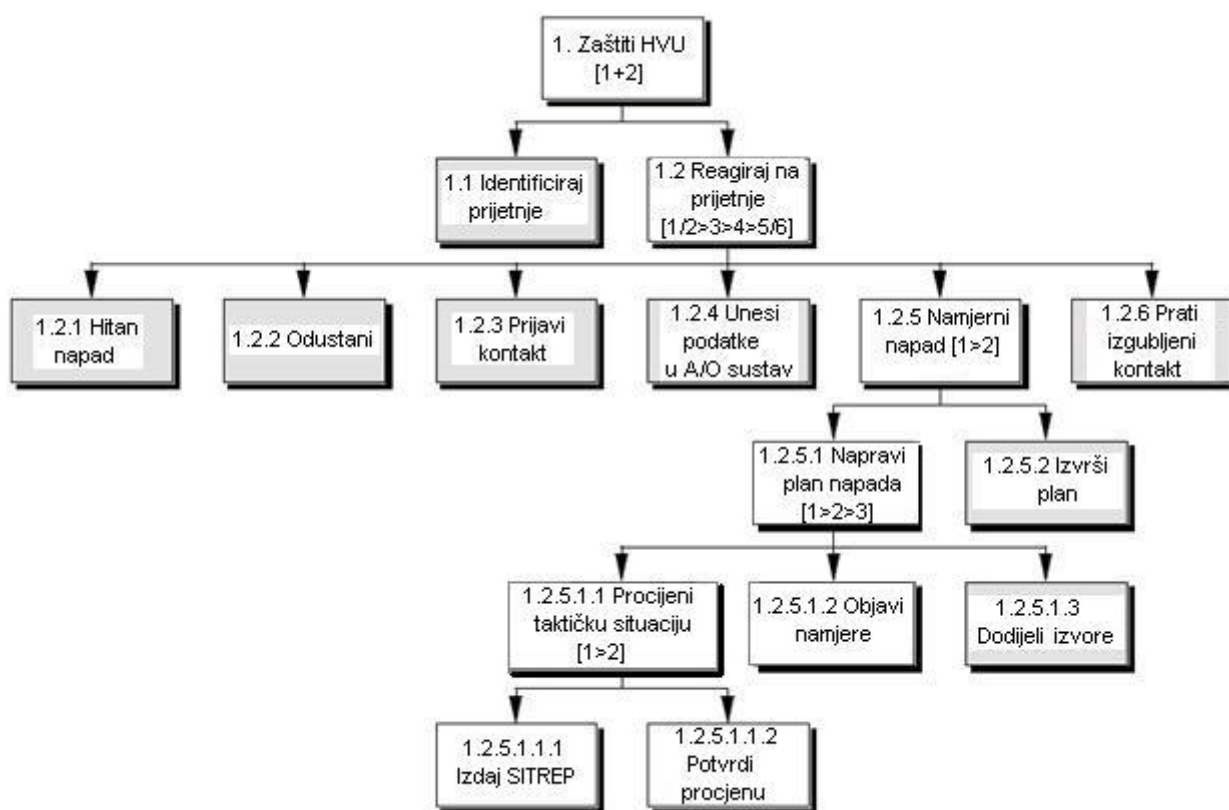 1. Zaštiti HVU
[1+2]
1.1 Identificiraj
prijetnje
1.2 Reagiraj na
prijetnje
[1/2>3>4>5/6]
1.2.1 Hitan
napad
1.2.2 Odustani
1.2.3 Prijavi
kontakt
1.2.4 Unesi
podatke
u A/O sustav
1.2.5 Namjerni
napad [1>2]
1.2.6 Prati
izgubljeni
kontakt
1.2.5.1 Napravi
plan napada
[1>2>3]
1.2.5.2 Izvrši
plan
1.2.5.1.1 Procijeni
taktičku situaciju
[1>2]
1.2.5.1.2 Objavi
namjere
1.2.5.1.3
Dodijeli izvore
1.2.5.1.1.1
Izdaj SITREP
1.2.5.1.1.2
Potvrdi
procjenu